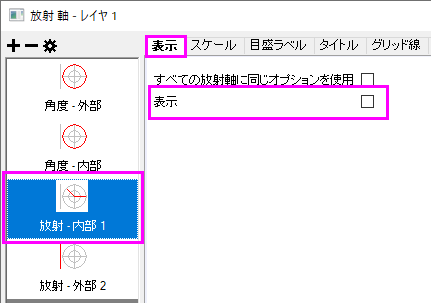 放射 軸 - レイヤ 1
表示 スケール 目盛ラベル タイトル グリッド線
すべての放射軸に同じオプションを使用
表示
角度 - 外部
角度 - 内部
放射 - 内部 1
放射 - 外部 2